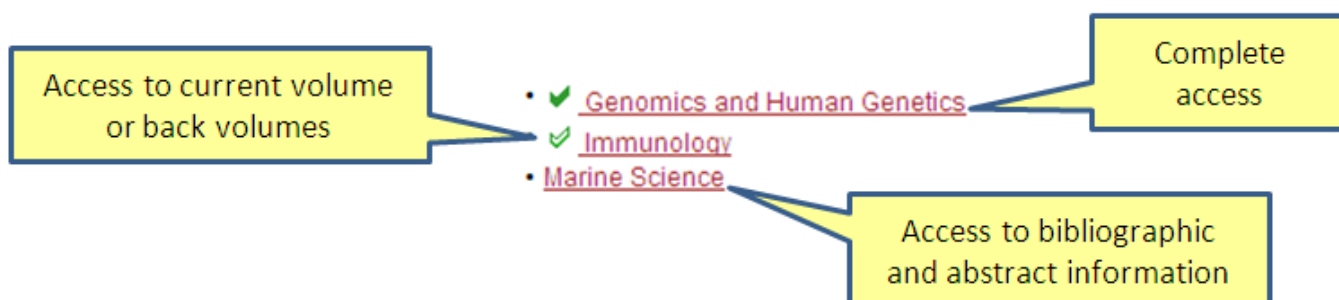 Access to current volume
or back volumes
• Genomics and Human Genetics
Immunology
• Marine Science
Complete
access
Access to bibliographic
and abstract information